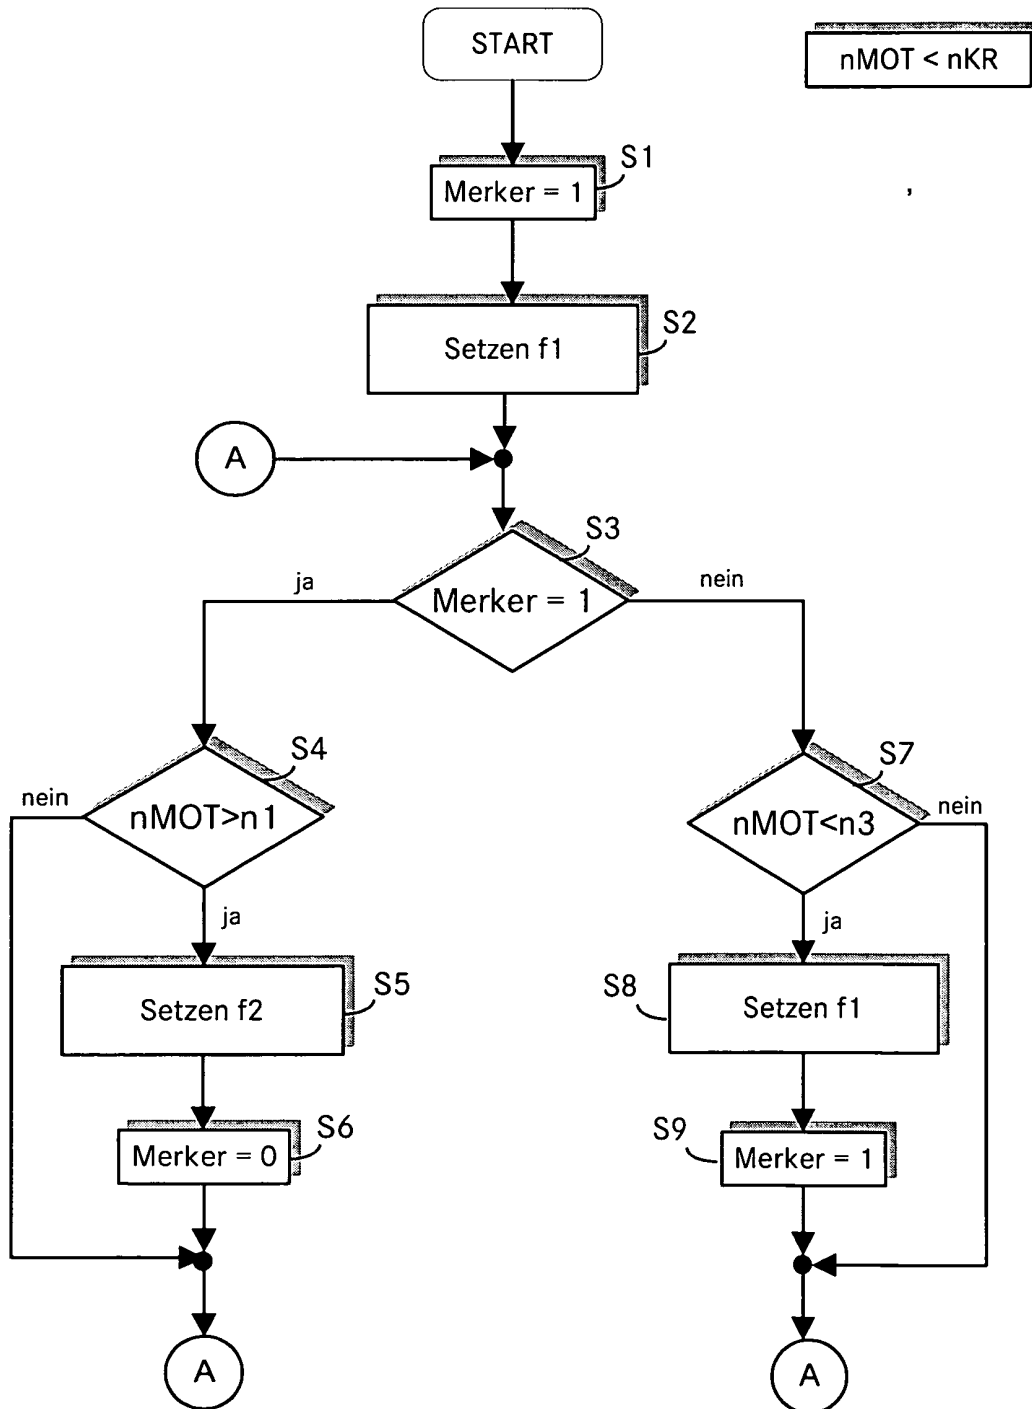 START
nMOT < nKR
S1
Merker = 1
,
S2
Setzen f1
A
S3
ja
nein
Merker = 1
S4
S7
nein
nMOT>n1
nMOT<n3
nein
ja
ja
S5
S8
Setzen f2
Setzen f1
S6
S9
Merker = 0
Merker = 1
A
A